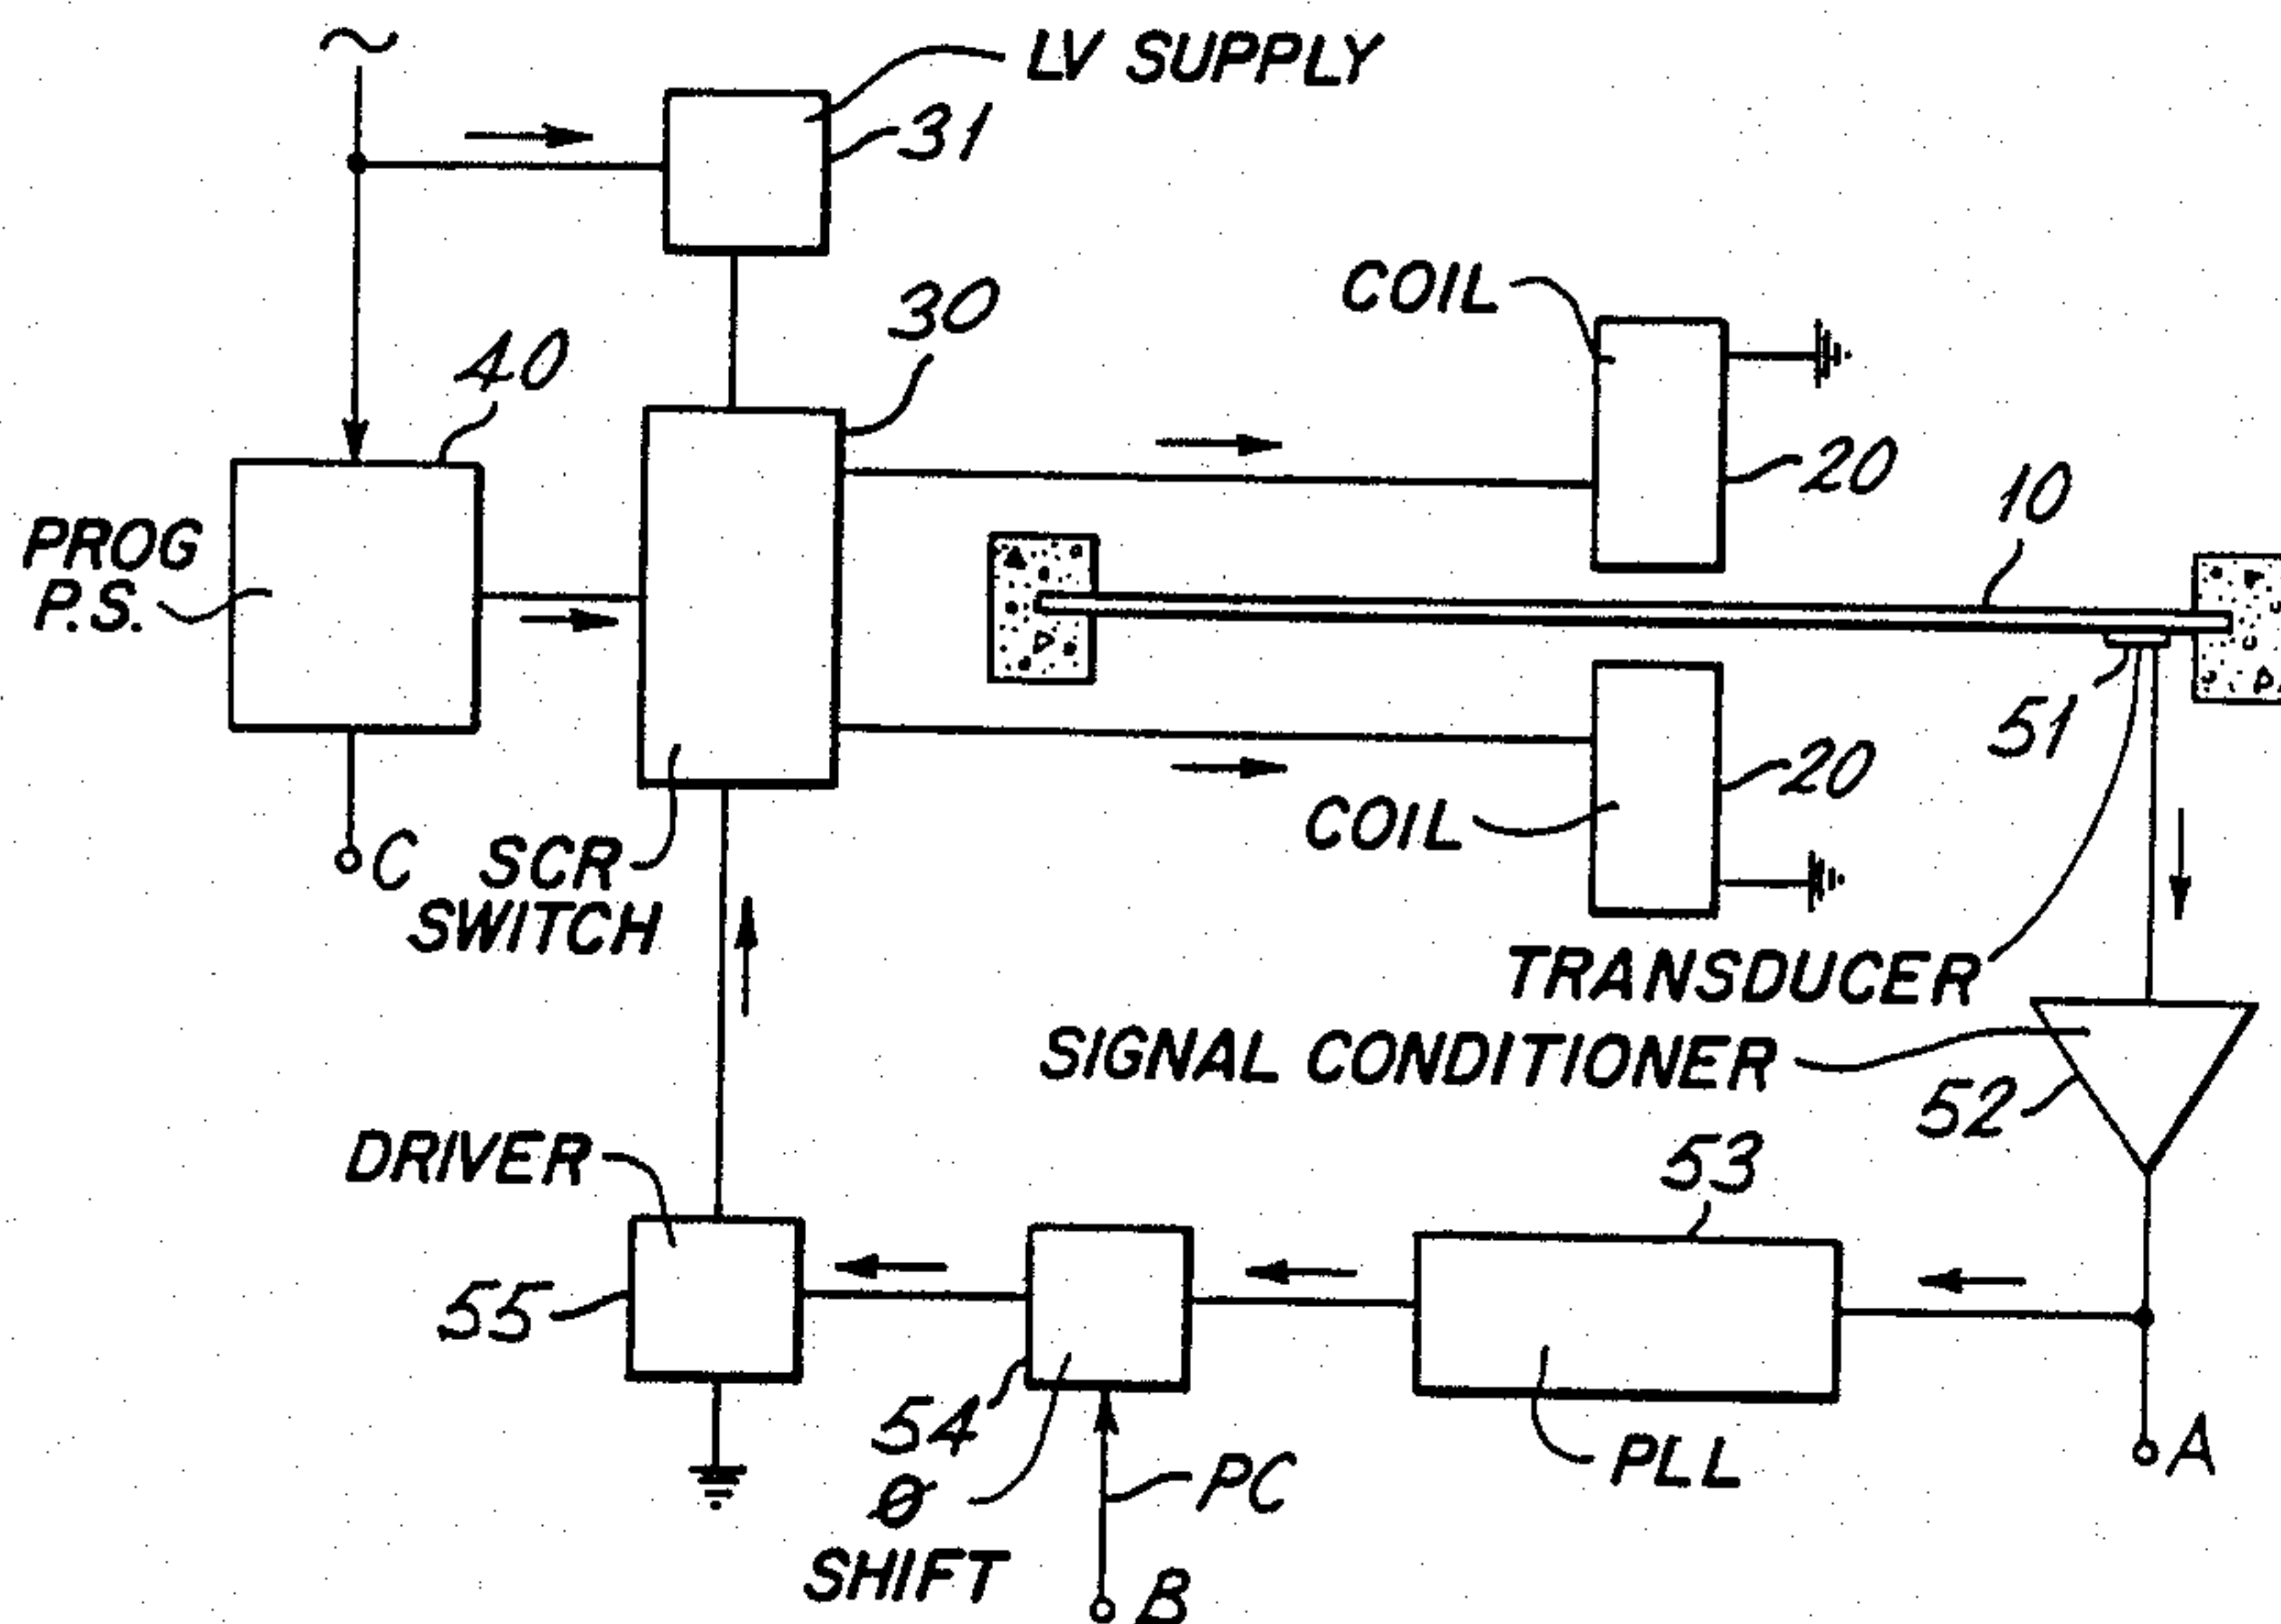 LV SUPPLY
31
30
40
COIL
20
10
PROG
P.S.
51
20
COIL
C
SCR
SWITCH
TRANSDUCER
SIGNAL CONDITIONER
52
DRIVER
53
55
54
Ø
SHIFT
PC
PLL
A
B